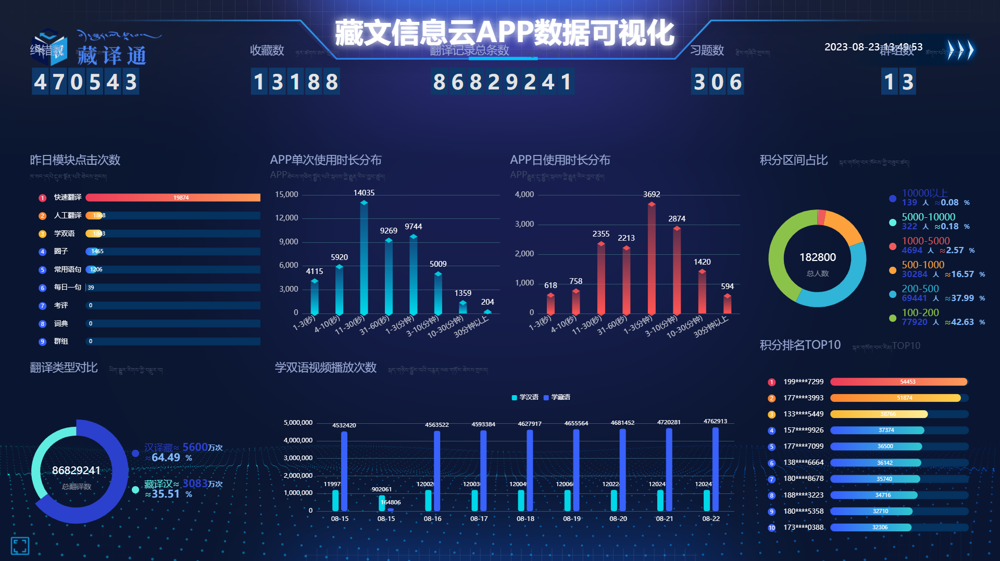 藏文信息云APP数据可视化
藏译通
2023-08-23 13:49:53
纠错数
470543
收藏数
13188
翻译记录总条数
86829241
习题数
306
群组数
13
昨日模块点击次数
1 快速翻译 19874
2 人工翻译 1868
3 学双语 1843
4 圈子 1465
5 常用语句 1206
6 每日一句 39
7 考评 0
8 词典 0
9 群组 0
APP单次使用时长分布
APP
15,000
12,000
9,000
6,000
3,000
0
4115
5920
14035
9269
9744
5009
1359
204
1-3(秒)
4-10(秒)
11-30(秒)
31-60(秒)
1-3(分钟)
3-10(分钟)
10-30(分钟)
30分钟以上
APP日使用时长分布
APP
4,000
3,000
2,000
1,000
0
618
758
2355
2213
3692
2874
1420
594
1-3(秒)
4-10(秒)
11-30(秒)
31-60(秒)
1-3(分钟)
3-10(分钟)
10-30(分钟)
30分钟以上
积分区间占比
182800
总人数
10000以上
139 人 ≈0.08 %
5000-10000
322 人 ≈0.18 %
1000-5000
4694 人 ≈2.57 %
500-1000
30284 人 ≈16.57 %
200-500
69441 人 ≈37.99 %
100-200
77920 人 ≈42.63 %
翻译类型对比
86829241
总翻译数
汉译藏≈ 5600万次
≈64.49 %
藏译汉≈ 3083万次
≈35.51 %
学双语视频播放次数
学汉语 学藏语
5,000,000
4,000,000
3,000,000
2,000,000
1,000,000
0
4532420
902061
164806
4563522
4593384
4627917
4655564
4681452
4720281
4762913
08-15
08-15
08-16
08-17
08-18
08-19
08-20
08-21
08-22
积分排名TOP10
TOP10
1 199****7299 54453
2 177****3993 51874
3 133****5449 38766
4 157****9926 37374
5 177****7099 36500
6 138****6664 36142
7 180****8678 35740
8 188****3223 34716
9 180****5358 32710
10 173****0388 32306